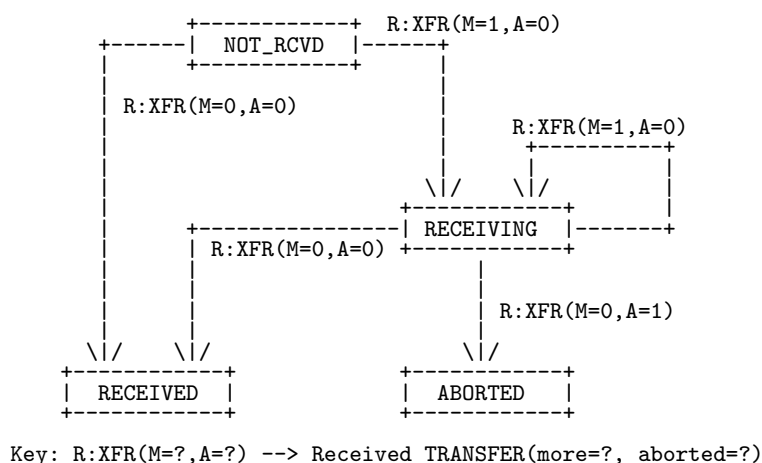 R:XFR(M=1,A=0)
NOT_RCVD
R:XFR(M=0,A=0)
R:XFR(M=1,A=0)
RECEIVING
R:XFR(M=0,A=0)
R:XFR(M=0,A=1)
RECEIVED
ABORTED
Key: R:XFR(M=?,A=?) --> Received TRANSFER(more=?, aborted=?)